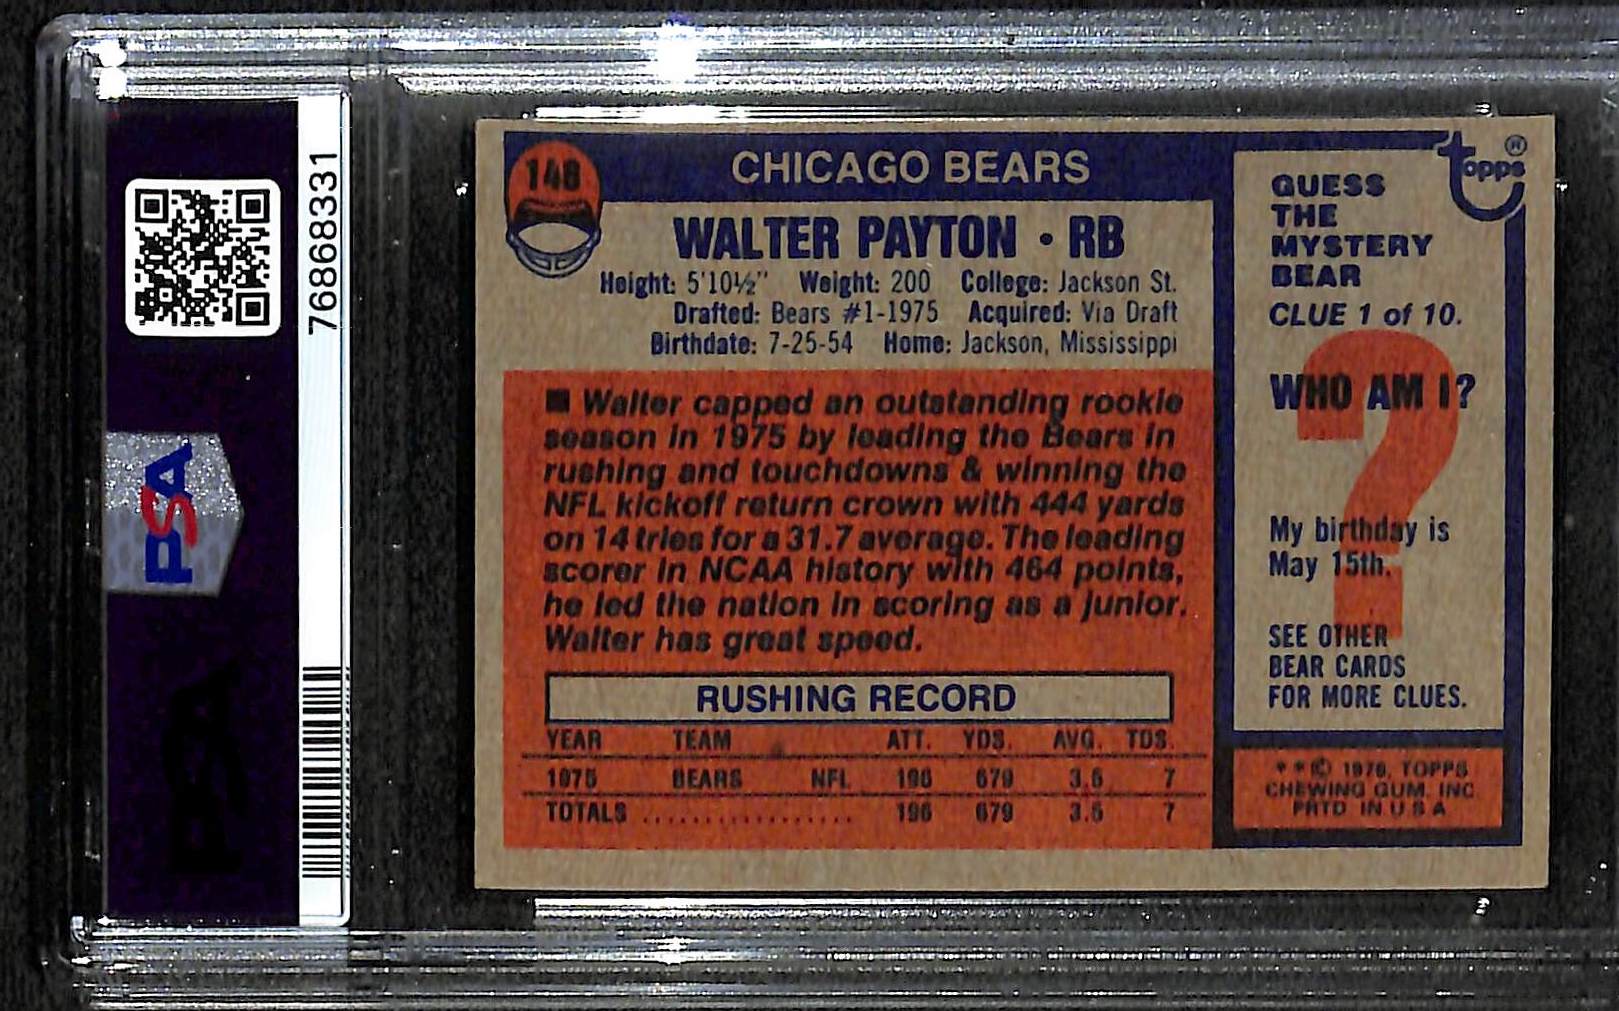 76868331
PSA
148
CHICAGO BEARS
topps®
WALTER PAYTON • RB
Height: 5'10½" Weight: 200 College: Jackson St.
Drafted: Bears #1-1975 Acquired: Via Draft
Birthdate: 7-25-54 Home: Jackson, Mississippi
■ Walter capped an outstanding rookie
season in 1975 by leading the Bears in
rushing and touchdowns & winning the
NFL kickoff return crown with 444 yards
on 14 tries for a 31.7 average. The leading
scorer in NCAA history with 464 points,
he led the nation in scoring as a junior.
Walter has great speed.
RUSHING RECORD
YEAR TEAM ATT. YDS. AVG. TDS.
1975 BEARS NFL 196 679 3.5 7
TOTALS ................. 196 679 3.5 7
GUESS
THE
MYSTERY
BEAR
CLUE 1 of 10.
WHO AM I?
?
My birthday is
May 15th.
SEE OTHER
BEAR CARDS
FOR MORE CLUES.
* * © 1976, TOPPS
CHEWING GUM, INC
PRTD IN U S A
PSA